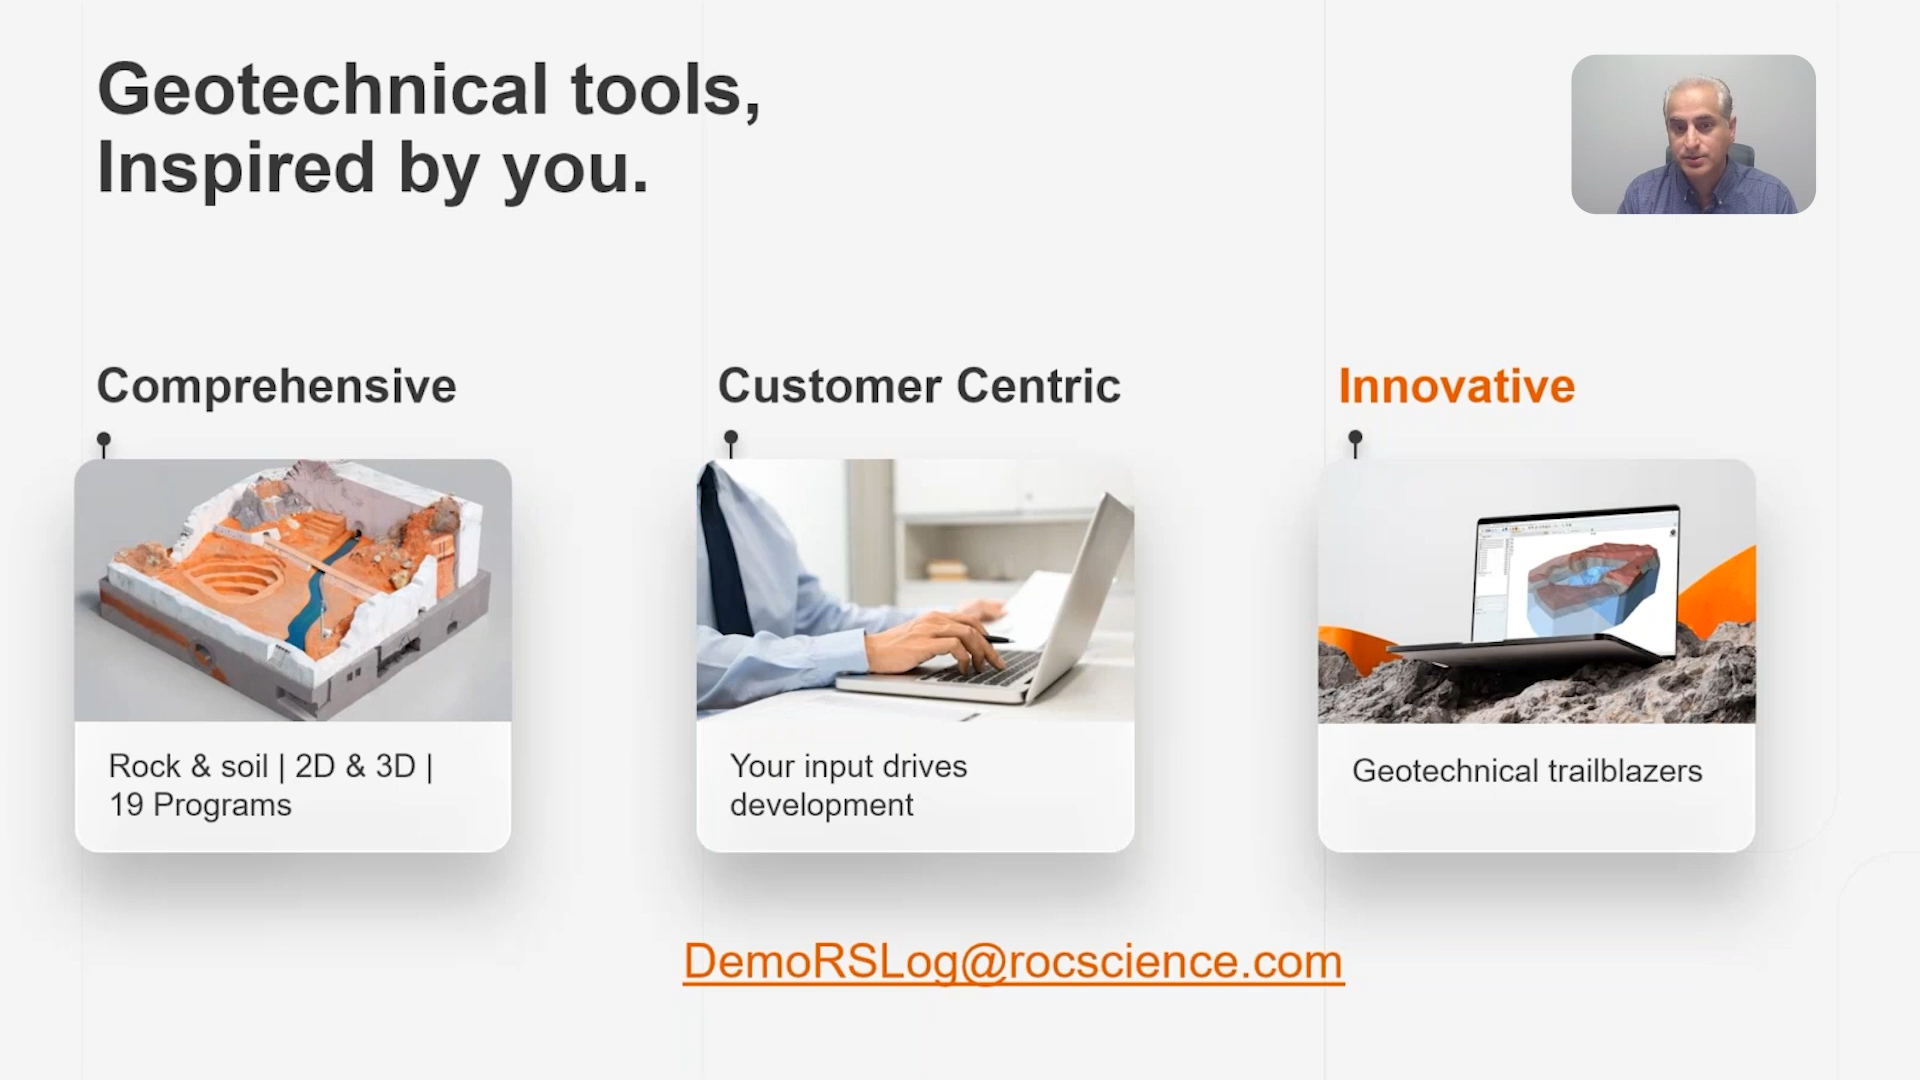 Geotechnical tools,
Inspired by you.
Comprehensive
Customer Centric
Innovative
Rock & soil | 2D & 3D |
19 Programs
Your input drives
development
Geotechnical trailblazers
DemoRSLog@rocscience.com